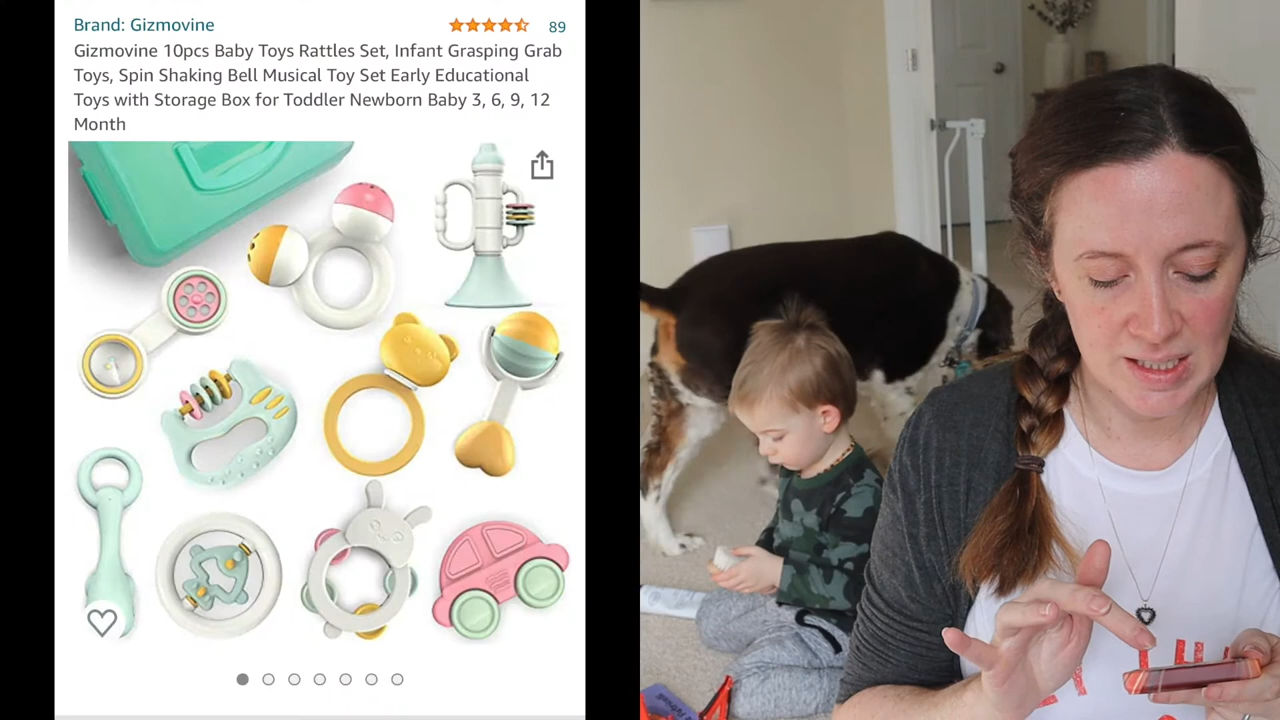 Brand: Gizmovine
89
Gizmovine 10pcs Baby Toys Rattles Set, Infant Grasping Grab
Toys, Spin Shaking Bell Musical Toy Set Early Educational
Toys with Storage Box for Toddler Newborn Baby 3, 6, 9, 12
Month